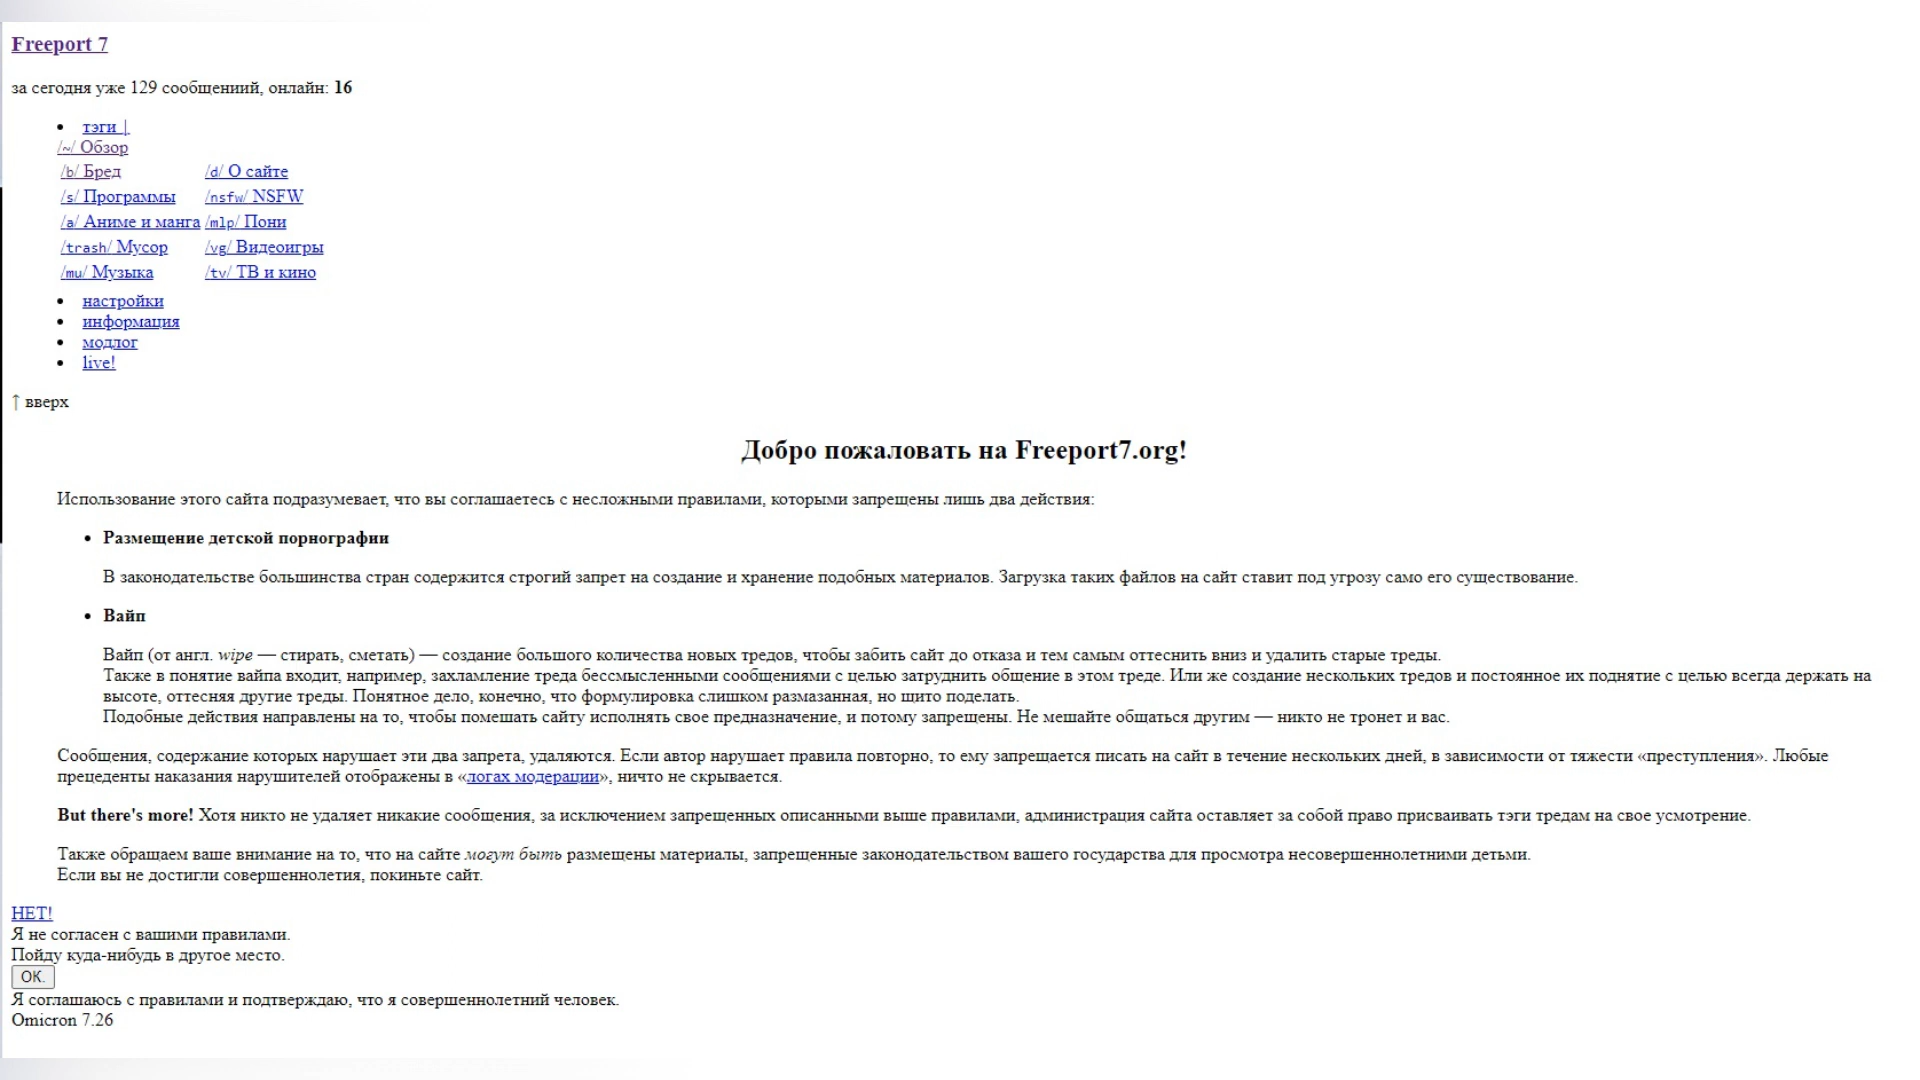 Freeport 7
за сегодня уже 129 сообщениий, онлайн: 16
• тэги |
/~/ Обзор
/b/ Бред /d/ О сайте
/s/ Программы /nsfw/ NSFW
/a/ Аниме и манга /mlp/ Пони
/trash/ Мусор /vg/ Видеоигры
/mu/ Музыка /tv/ ТВ и кино
• настройки
• информация
• модлог
• live!
↑ вверх
Добро пожаловать на Freeport7.org!
Использование этого сайта подразумевает, что вы соглашаетесь с несложными правилами, которыми запрещены лишь два действия:
• Размещение детской порнографии
В законодательстве большинства стран содержится строгий запрет на создание и хранение подобных материалов. Загрузка таких файлов на сайт ставит под угрозу само его существование.
• Вайп
Вайп (от англ. wipe — стирать, сметать) — создание большого количества новых тредов, чтобы забить сайт до отказа и тем самым оттеснить вниз и удалить старые треды.
Также в понятие вайпа входит, например, захламление треда бессмысленными сообщениями с целью затруднить общение в этом треде. Или же создание нескольких тредов и постоянное их поднятие с целью всегда держать на
высоте, оттесняя другие треды. Понятное дело, конечно, что формулировка слишком размазанная, но щито поделать.
Подобные действия направлены на то, чтобы помешать сайту исполнять свое предназначение, и потому запрещены. Не мешайте общаться другим — никто не тронет и вас.
Сообщения, содержание которых нарушает эти два запрета, удаляются. Если автор нарушает правила повторно, то ему запрещается писать на сайт в течение нескольких дней, в зависимости от тяжести «преступления». Любые
прецеденты наказания нарушителей отображены в «логах модерации», ничто не скрывается.
But there's more! Хотя никто не удаляет никакие сообщения, за исключением запрещенных описанными выше правилами, администрация сайта оставляет за собой право присваивать тэги тредам на свое усмотрение.
Также обращаем ваше внимание на то, что на сайте могут быть размещены материалы, запрещенные законодательством вашего государства для просмотра несовершеннолетними детьми.
Если вы не достигли совершеннолетия, покиньте сайт.
НЕТ!
Я не согласен с вашими правилами.
Пойду куда-нибудь в другое место.
OK.
Я соглашаюсь с правилами и подтверждаю, что я совершеннолетний человек.
Omicron 7.26